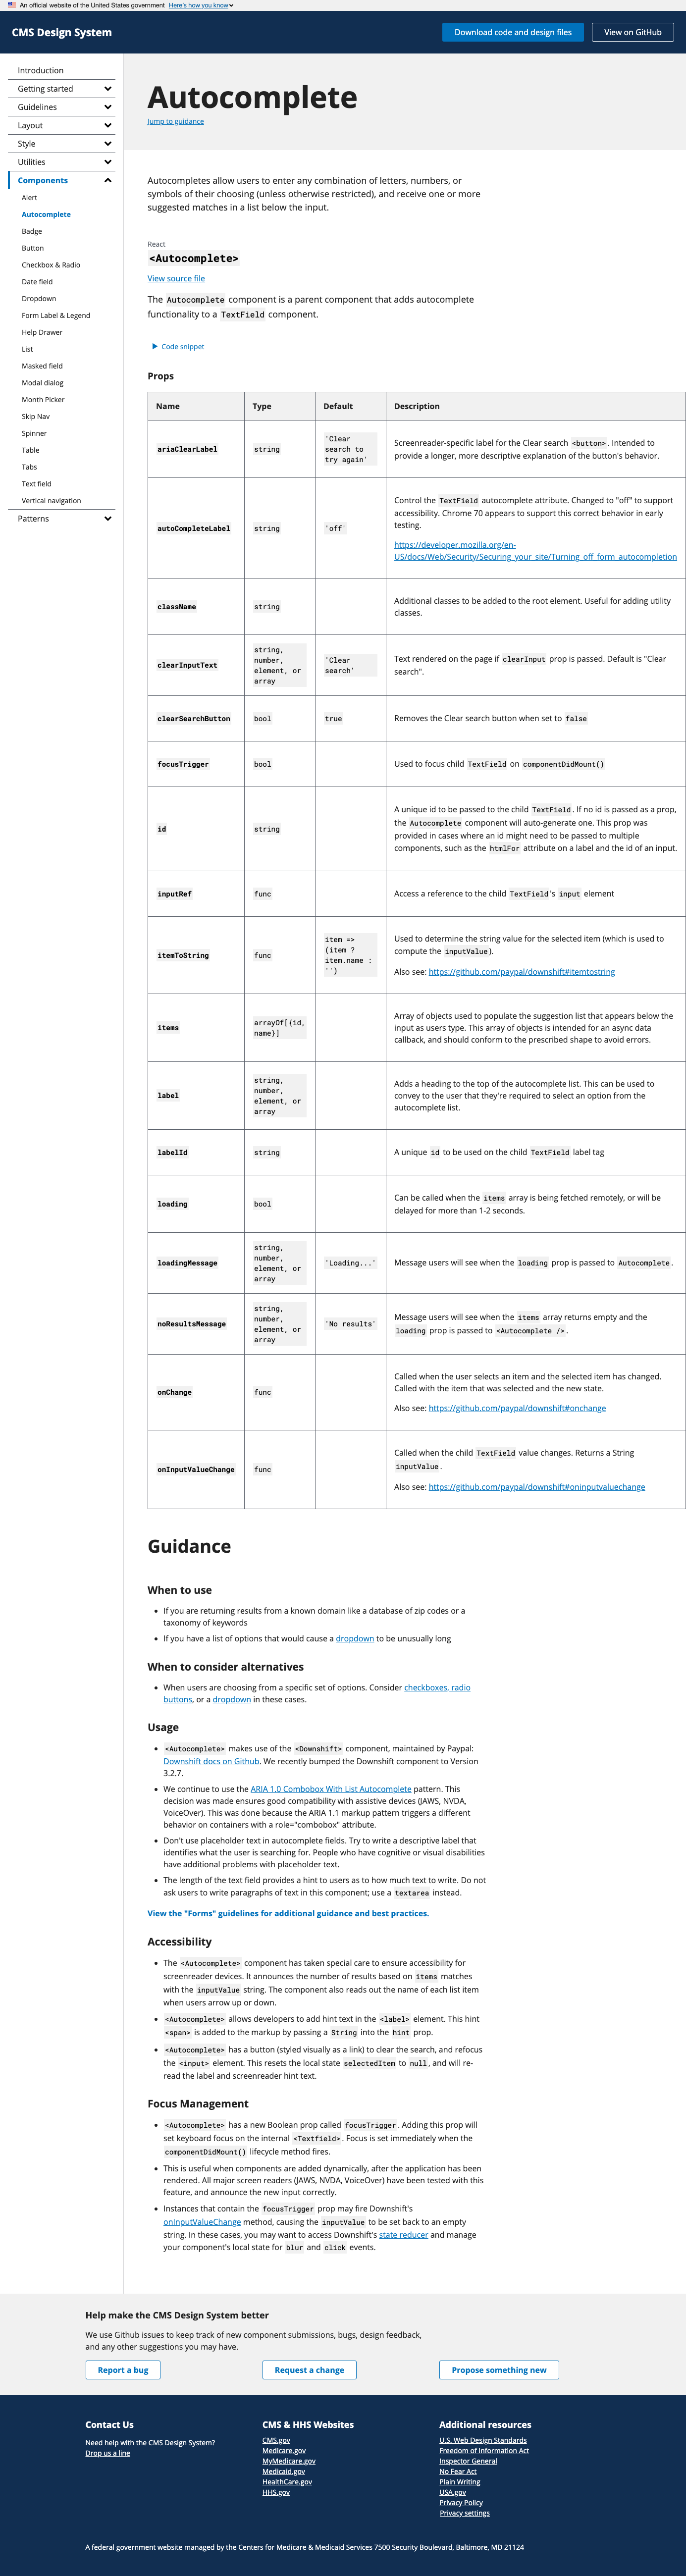 An official website of the United States government Here's how you know
CMS Design System
Download code and design files
View on GitHub
Introduction
Getting started
Guidelines
Layout
Style
Utilities
Components
Alert
Autocomplete
Badge
Button
Checkbox & Radio
Date field
Dropdown
Form Label & Legend
Help Drawer
List
Masked field
Modal dialog
Month Picker
Skip Nav
Spinner
Table
Tabs
Text field
Vertical navigation
Patterns
Autocomplete
Jump to guidance
Autocompletes allow users to enter any combination of letters, numbers, or
symbols of their choosing (unless otherwise restricted), and receive one or more
suggested matches in a list below the input.
React
<Autocomplete>
View source file
The Autocomplete component is a parent component that adds autocomplete
functionality to a TextField component.
Code snippet
Props
Name Type Default Description
ariaClearLabel string 'Clear
search to
try again'
Screenreader-specific label for the Clear search <button>. Intended to
provide a longer, more descriptive explanation of the button's behavior.
autoCompleteLabel string 'off'
Control the TextField autocomplete attribute. Changed to "off" to support
accessibility. Chrome 70 appears to support this correct behavior in early
testing.
https://developer.mozilla.org/en-
US/docs/Web/Security/Securing_your_site/Turning_off_form_autocompletion
className string
Additional classes to be added to the root element. Useful for adding utility
classes.
clearInputText
string,
number,
element, or
array
'Clear
search'
Text rendered on the page if clearInput prop is passed. Default is "Clear
search".
clearSearchButton bool true Removes the Clear search button when set to false
focusTrigger bool Used to focus child TextField on componentDidMount()
id string
A unique id to be passed to the child TextField. If no id is passed as a prop,
the Autocomplete component will auto-generate one. This prop was
provided in cases where an id might need to be passed to multiple
components, such as the htmlFor attribute on a label and the id of an input.
inputRef func Access a reference to the child TextField's input element
itemToString func
item =>
(item ?
item.name :
'')
Used to determine the string value for the selected item (which is used to
compute the inputValue).
Also see: https://github.com/paypal/downshift#itemtostring
items
arrayOf[{id,
name}]
Array of objects used to populate the suggestion list that appears below the
input as users type. This array of objects is intended for an async data
callback, and should conform to the prescribed shape to avoid errors.
label
string,
number,
element, or
array
Adds a heading to the top of the autocomplete list. This can be used to
convey to the user that they're required to select an option from the
autocomplete list.
labelId string A unique id to be used on the child TextField label tag
loading bool
Can be called when the items array is being fetched remotely, or will be
delayed for more than 1-2 seconds.
loadingMessage
string,
number,
element, or
array
'Loading...' Message users will see when the loading prop is passed to Autocomplete.
noResultsMessage
string,
number,
element, or
array
'No results'
Message users will see when the items array returns empty and the
loading prop is passed to <Autocomplete />.
onChange func
Called when the user selects an item and the selected item has changed.
Called with the item that was selected and the new state.
Also see: https://github.com/paypal/downshift#onchange
onInputValueChange func
Called when the child TextField value changes. Returns a String
inputValue.
Also see: https://github.com/paypal/downshift#oninputvaluechange
Guidance
When to use
If you are returning results from a known domain like a database of zip codes or a
taxonomy of keywords
If you have a list of options that would cause a dropdown to be unusually long
When to consider alternatives
When users are choosing from a specific set of options. Consider checkboxes, radio
buttons, or a dropdown in these cases.
Usage
<Autocomplete> makes use of the <Downshift> component, maintained by Paypal:
Downshift docs on Github. We recently bumped the Downshift component to Version
3.2.7.
We continue to use the ARIA 1.0 Combobox With List Autocomplete pattern. This
decision was made ensures good compatibility with assistive devices (JAWS, NVDA,
VoiceOver). This was done because the ARIA 1.1 markup pattern triggers a different
behavior on containers with a role="combobox" attribute.
Don't use placeholder text in autocomplete fields. Try to write a descriptive label that
identifies what the user is searching for. People who have cognitive or visual disabilities
have additional problems with placeholder text.
The length of the text field provides a hint to users as to how much text to write. Do not
ask users to write paragraphs of text in this component; use a textarea instead.
View the "Forms" guidelines for additional guidance and best practices.
Accessibility
The <Autocomplete> component has taken special care to ensure accessibility for
screenreader devices. It announces the number of results based on items matches
with the inputValue string. The component also reads out the name of each list item
when users arrow up or down.
<Autocomplete> allows developers to add hint text in the <label> element. This hint
<span> is added to the markup by passing a String into the hint prop.
<Autocomplete> has a button (styled visually as a link) to clear the search, and refocus
the <input> element. This resets the local state selectedItem to null, and will re-
read the label and screenreader hint text.
Focus Management
<Autocomplete> has a new Boolean prop called focusTrigger. Adding this prop will
set keyboard focus on the internal <Textfield>. Focus is set immediately when the
componentDidMount() lifecycle method fires.
This is useful when components are added dynamically, after the application has been
rendered. All major screen readers (JAWS, NVDA, VoiceOver) have been tested with this
feature, and announce the new input correctly.
Instances that contain the focusTrigger prop may fire Downshift's
onInputValueChange method, causing the inputValue to be set back to an empty
string. In these cases, you may want to access Downshift's state reducer and manage
your component's local state for blur and click events.
Help make the CMS Design System better
We use Github issues to keep track of new component submissions, bugs, design feedback,
and any other suggestions you may have.
Report a bug
Request a change
Propose something new
Contact Us
Need help with the CMS Design System?
Drop us a line
CMS & HHS Websites
CMS.gov
Medicare.gov
MyMedicare.gov
Medicaid.gov
HealthCare.gov
HHS.gov
Additional resources
U.S. Web Design Standards
Freedom of Information Act
Inspector General
No Fear Act
Plain Writing
USA.gov
Privacy Policy
Privacy settings
A federal government website managed by the Centers for Medicare & Medicaid Services 7500 Security Boulevard, Baltimore, MD 21124